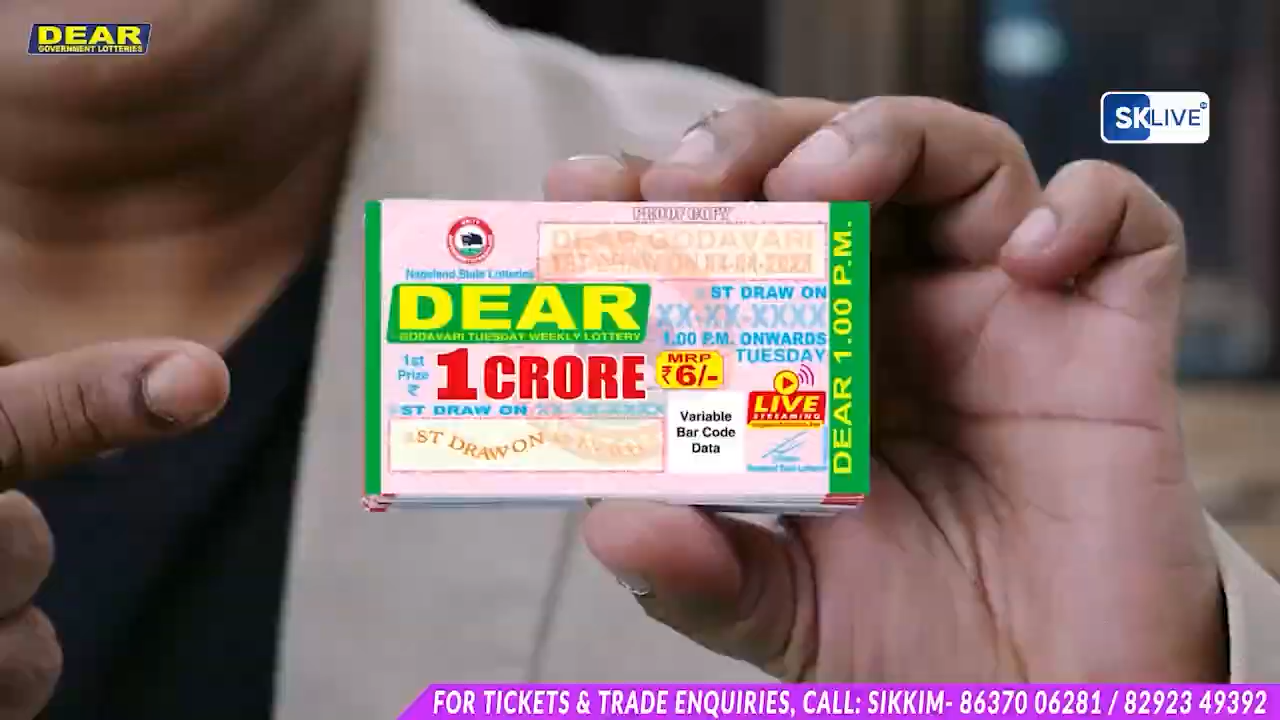 DEAR
GOVERNMENT LOTTERIES
SKLIVE
PROOF COPY
DEAR GODAVARI
Nagaland State Lotteries
DEAR
GODAVARI TUESDAY WEEKLY LOTTERY
ST DRAW ON
XX-XX-XXXX
1.00 P.M. ONWARDS
TUESDAY
1st
Prize
₹
1 CRORE
MRP
₹6/-
ST DRAW ON XX-XX-XXXX
ST DRAW ON
Variable
Bar Code
Data
LIVE
STREAMING
DEAR 1.00 P.M.
FOR TICKETS & TRADE ENQUIRIES, CALL: SIKKIM- 86370 06281 / 82923 49392